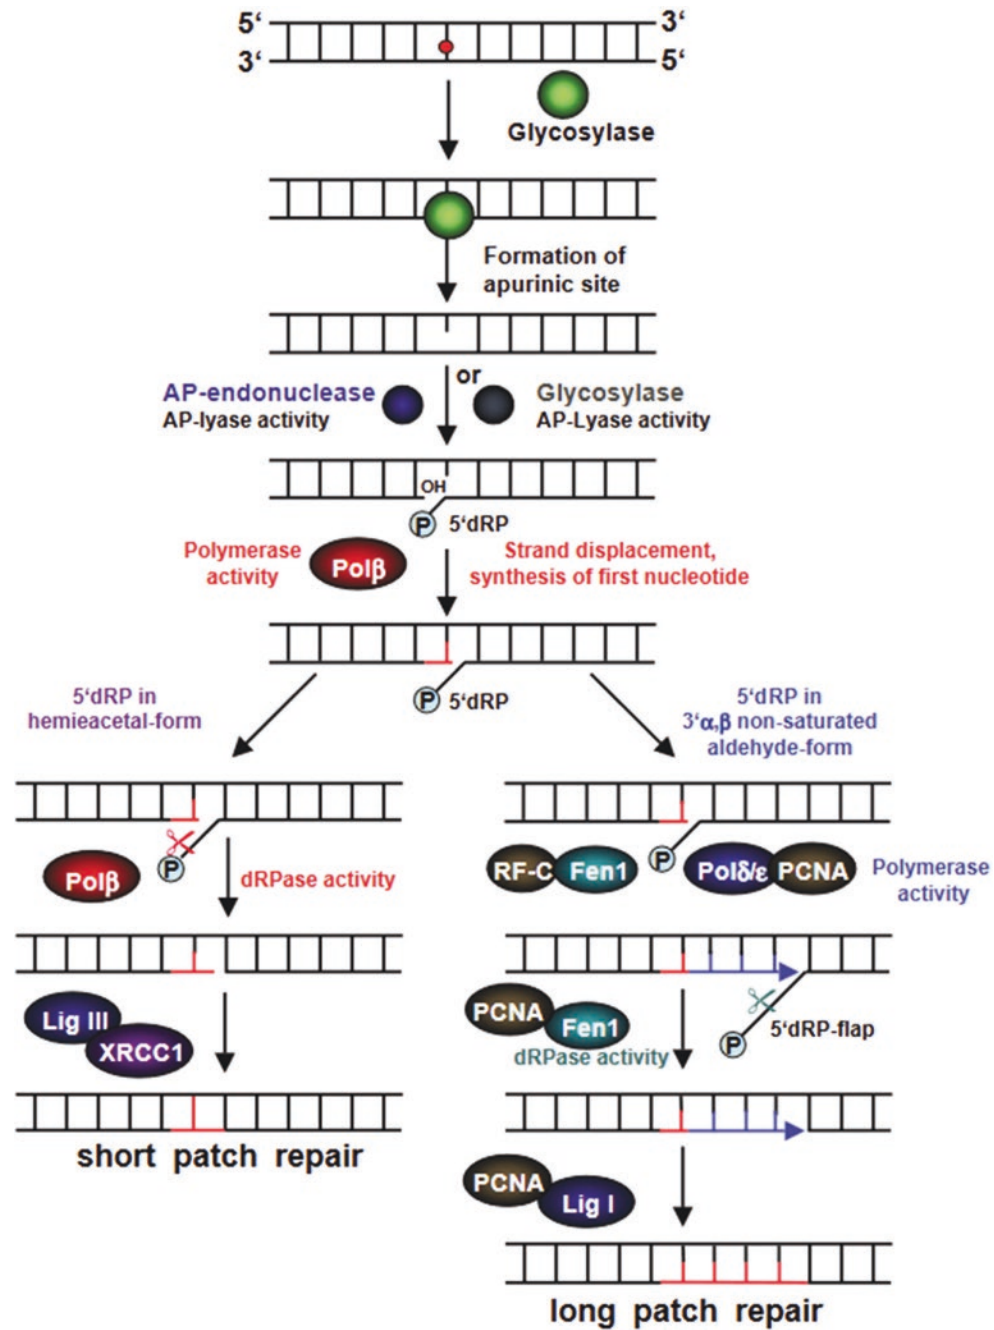 5‘
3‘
3‘
5‘
Glycosylase
Formation of
apurinic site
or
AP-endonuclease
AP-lyase activity
Glycosylase
AP-Lyase activity
OH
P
5‘dRP
Polymerase
activity
Polβ
Strand displacement,
synthesis of first nucleotide
P
5‘dRP
5‘dRP in
hemieacetal-form
5‘dRP in
3‘α,β non-saturated
aldehyde-form
P
Polβ
dRPase activity
Lig III
XRCC1
short patch repair
RF-C
Fen1
P
Polδ/ε
PCNA
Polymerase
activity
PCNA
Fen1
dRPase activity
P
5‘dRP-flap
PCNA
Lig I
long patch repair